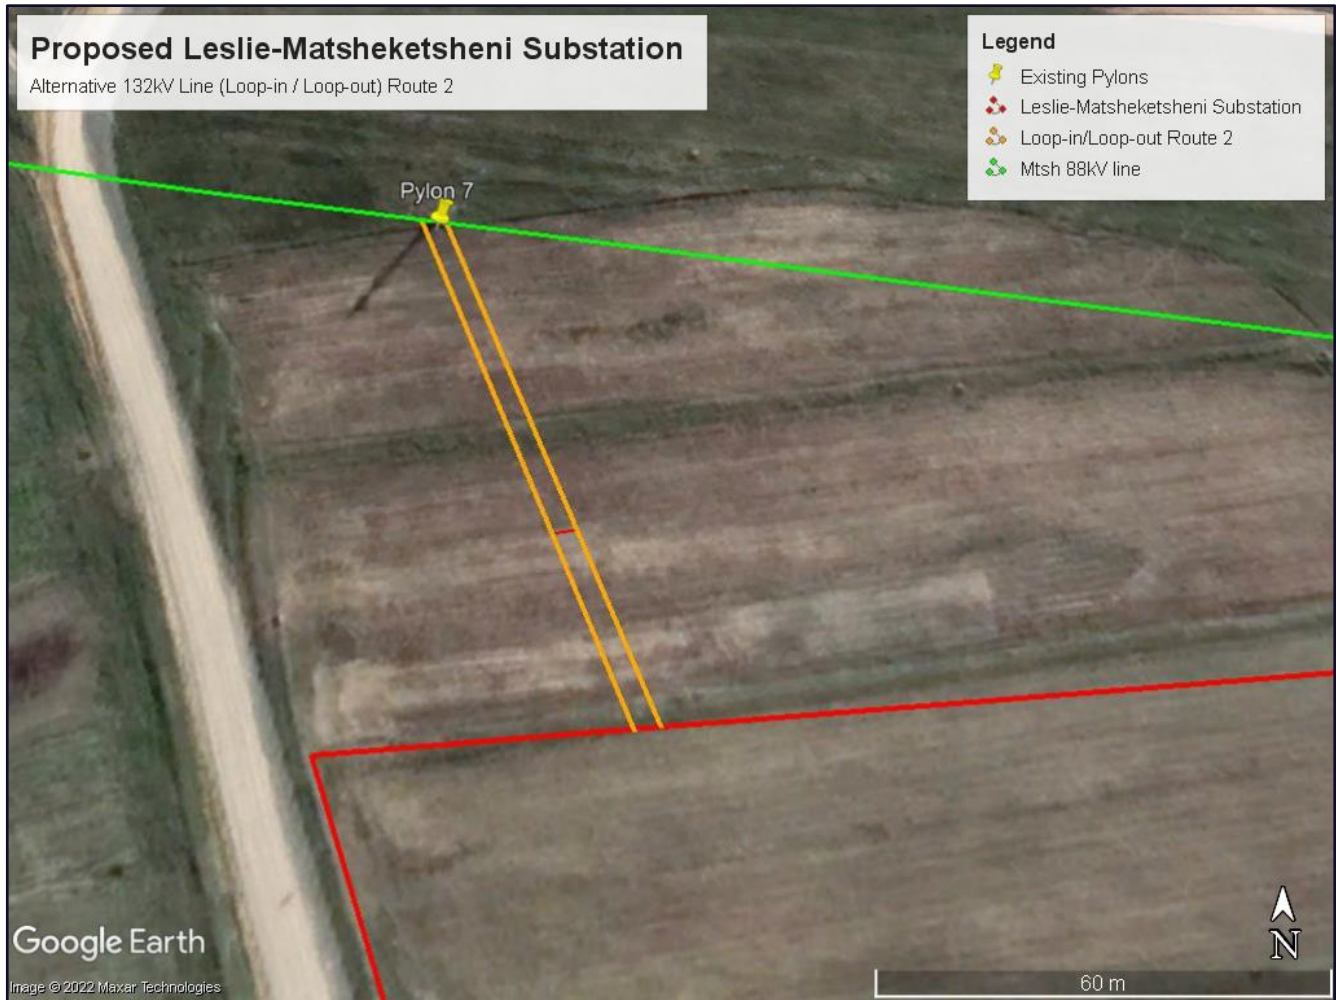 Proposed Leslie-Matsheketsheni Substation
Alternative 132kV Line (Loop-in / Loop-out) Route 2
Legend
Existing Pylons
Leslie-Matsheketsheni Substation
Loop-in/Loop-out Route 2
Mtsh 88kV line
Pylon 7
Google Earth
Image © 2022 Maxar Technologies
N
60 m